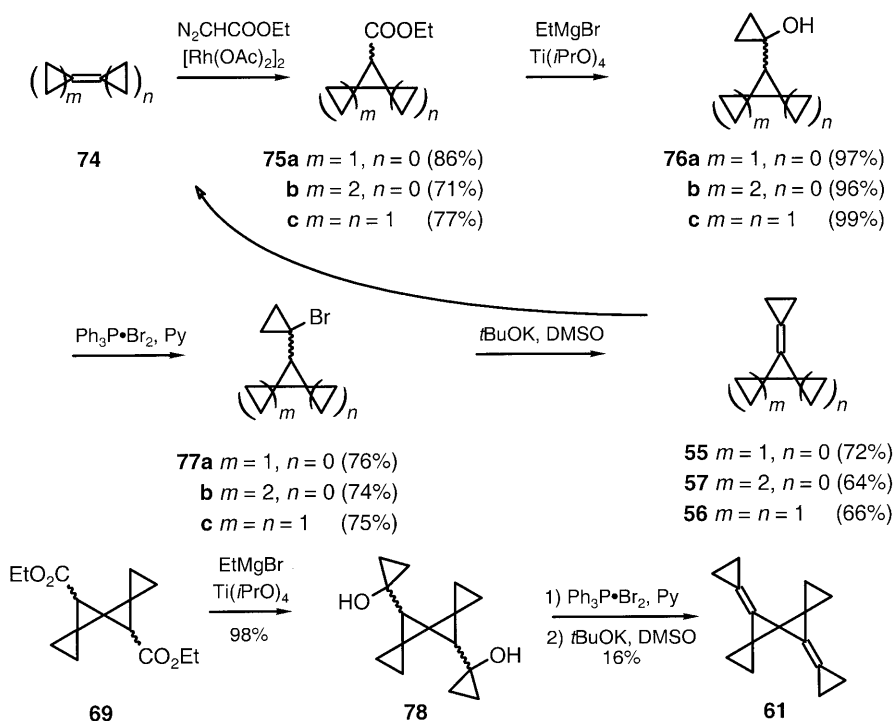 N₂CHCOOEt
[Rh(OAc)₂]₂
( )m ( )n
74
COOEt
( )m ( )n
75a m = 1, n = 0 (86%)
b m = 2, n = 0 (71%)
c m = n = 1 (77%)
EtMgBr
Ti(iPrO)₄
OH
( )m ( )n
76a m = 1, n = 0 (97%)
b m = 2, n = 0 (96%)
c m = n = 1 (99%)
Ph₃P•Br₂, Py
Br
( )m ( )n
77a m = 1, n = 0 (76%)
b m = 2, n = 0 (74%)
c m = n = 1 (75%)
tBuOK, DMSO
( )m ( )n
55 m = 1, n = 0 (72%)
57 m = 2, n = 0 (64%)
56 m = n = 1 (66%)
EtO₂C
CO₂Et
69
EtMgBr
Ti(iPrO)₄
98%
HO
OH
78
1) Ph₃P•Br₂, Py
2) tBuOK, DMSO
16%
61